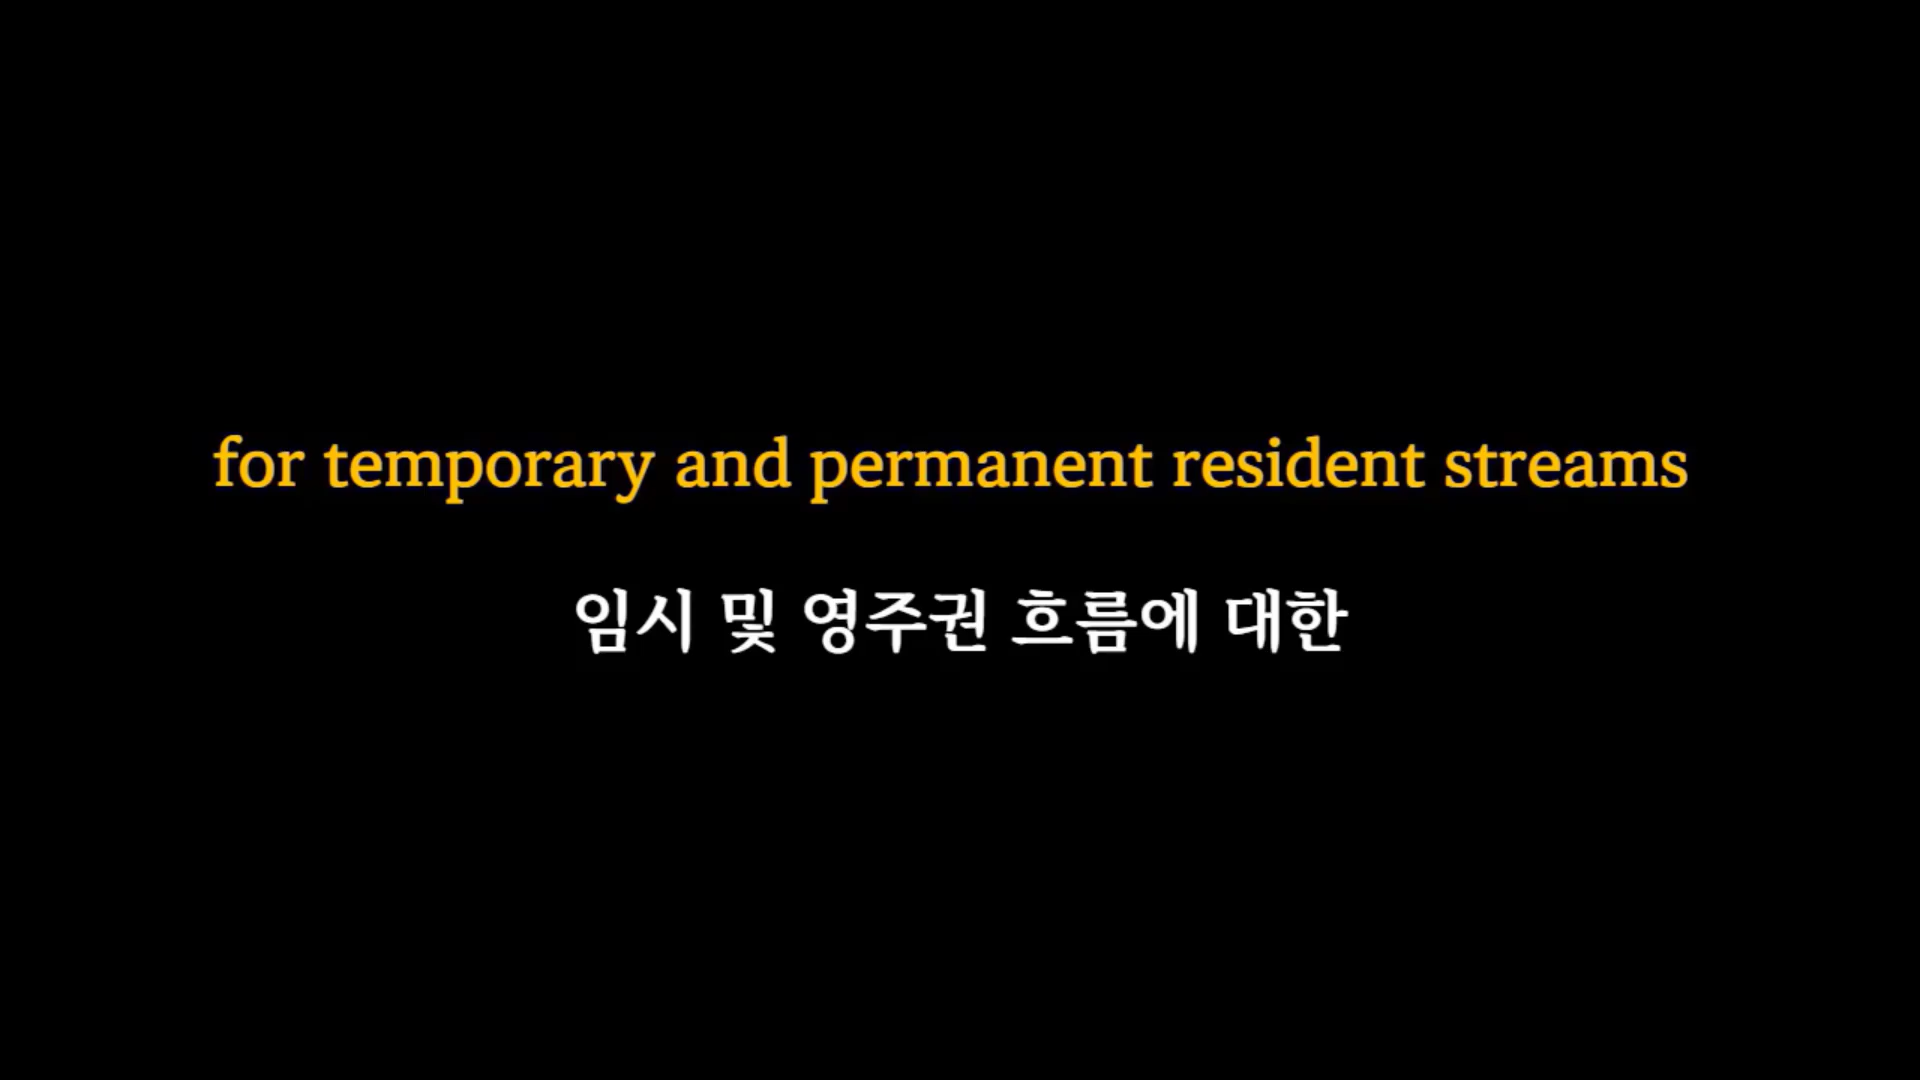 for temporary and permanent resident streams
임시 및 영주권 흐름에 대한